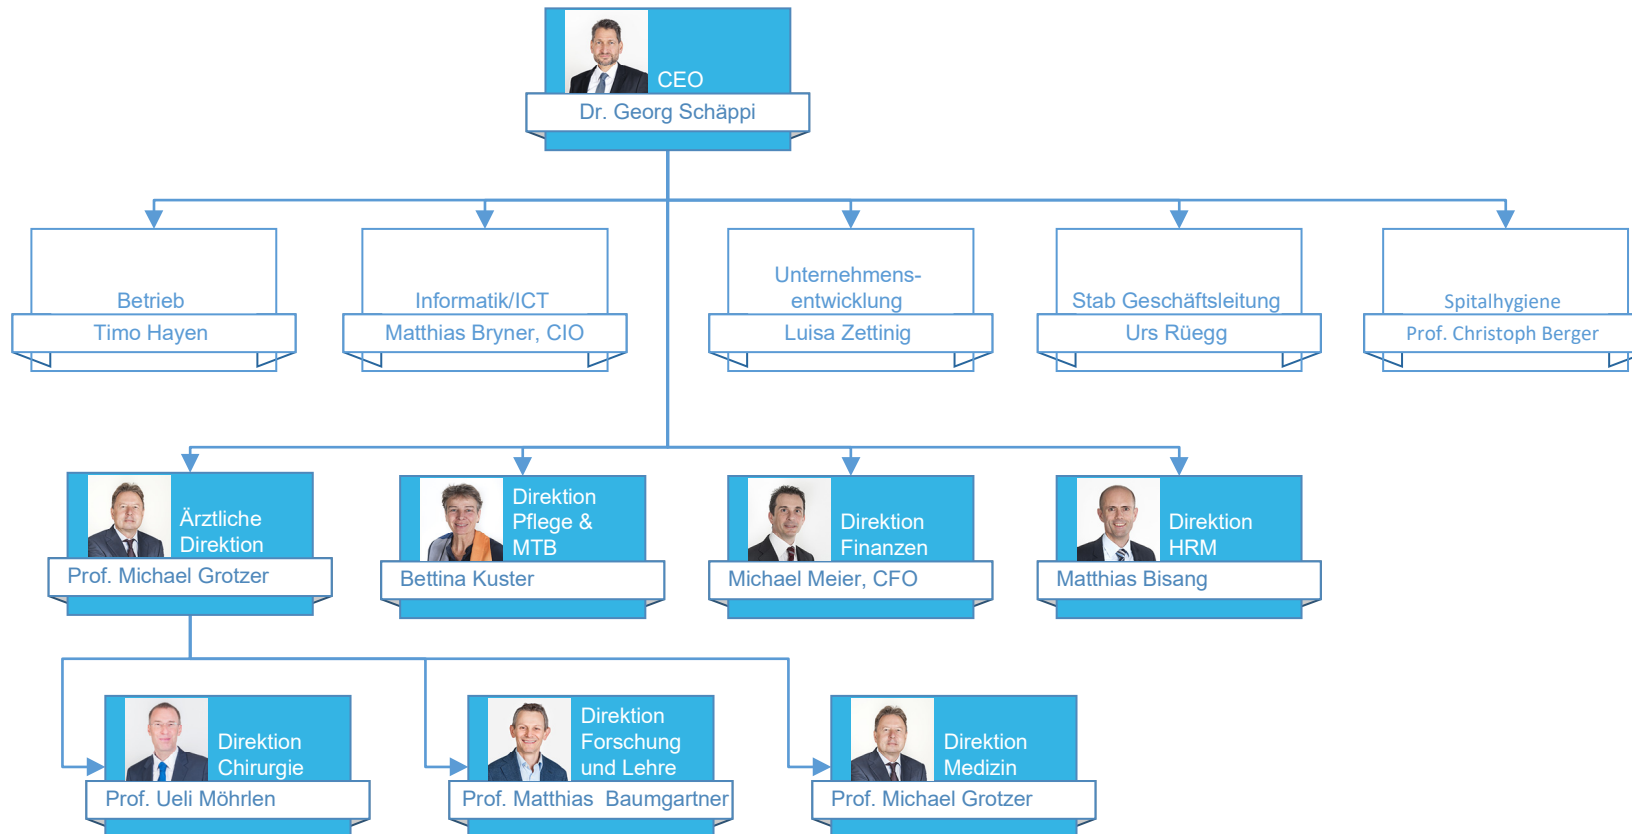 CEO
Dr. Georg Schäppi
Betrieb
Timo Hayen
Informatik/ICT
Matthias Bryner, CIO
Unternehmens-
entwicklung
Luisa Zettinig
Stab Geschäftsleitung
Urs Rüegg
Spitalhygiene
Prof. Christoph Berger
Ärztliche
Direktion
Prof. Michael Grotzer
Direktion
Pflege &
MTB
Bettina Kuster
Direktion
Finanzen
Michael Meier, CFO
Direktion
HRM
Matthias Bisang
Direktion
Chirurgie
Prof. Ueli Möhrlen
Direktion
Forschung
und Lehre
Prof. Matthias  Baumgartner
Direktion
Medizin
Prof. Michael Grotzer